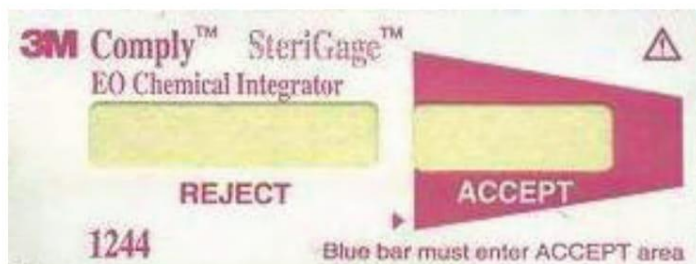 3M Comply™ SteriGage™
EO Chemical Integrator
REJECT ACCEPT
1244 Blue bar must enter ACCEPT area